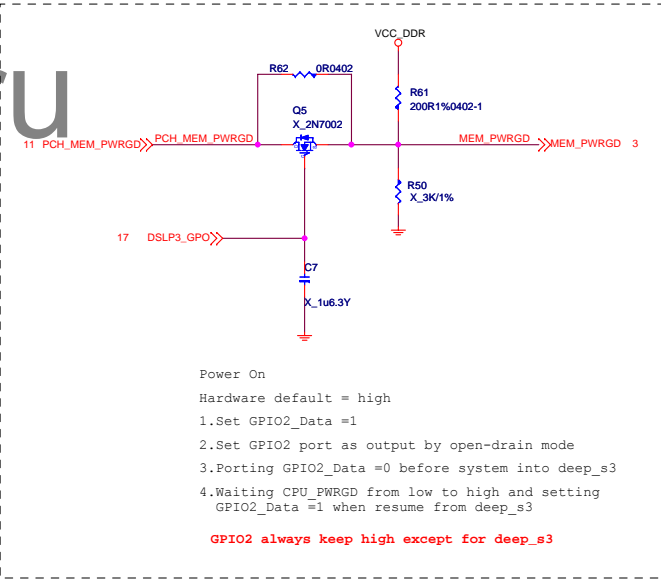 ru
VCC_DDR
R62 0R0402
R61
200R1%0402-1
Q5
X_2N7002
11 PCH_MEM_PWRGD PCH_MEM_PWRGD MEM_PWRGD MEM_PWRGD 3
R50
X_3K/1%
17 DSLP3_GPO
C7
X_1u6.3Y
Power On
Hardware default = high
1.Set GPIO2_Data =1
2.Set GPIO2 port as output by open-drain mode
3.Porting GPIO2_Data =0 before system into deep_s3
4.Waiting CPU_PWRGD from low to high and setting
GPIO2_Data =1 when resume from deep_s3
GPIO2 always keep high except for deep_s3